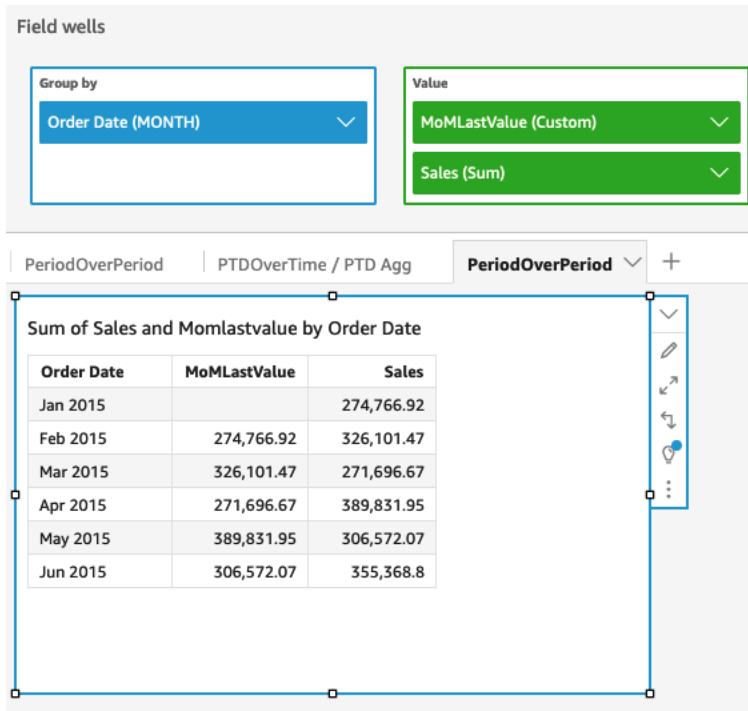 Field wells
Group by
Order Date (MONTH)
Value
MoMLastValue (Custom)
Sales (Sum)
PeriodOverPeriod
PTDOverTime / PTD Agg
PeriodOverPeriod
Sum of Sales and Momlastvalue by Order Date
Order Date MoMLastValue Sales
Jan 2015 274,766.92
Feb 2015 274,766.92 326,101.47
Mar 2015 326,101.47 271,696.67
Apr 2015 271,696.67 389,831.95
May 2015 389,831.95 306,572.07
Jun 2015 306,572.07 355,368.8